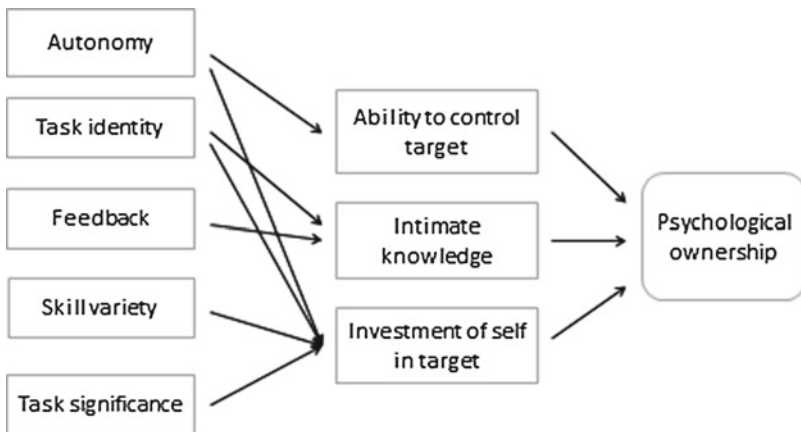 Autonomy
Task identity
Feedback
Skill variety
Task significance
Ability to control
target
Intimate
knowledge
Investment of self
in target
Psychological
ownership